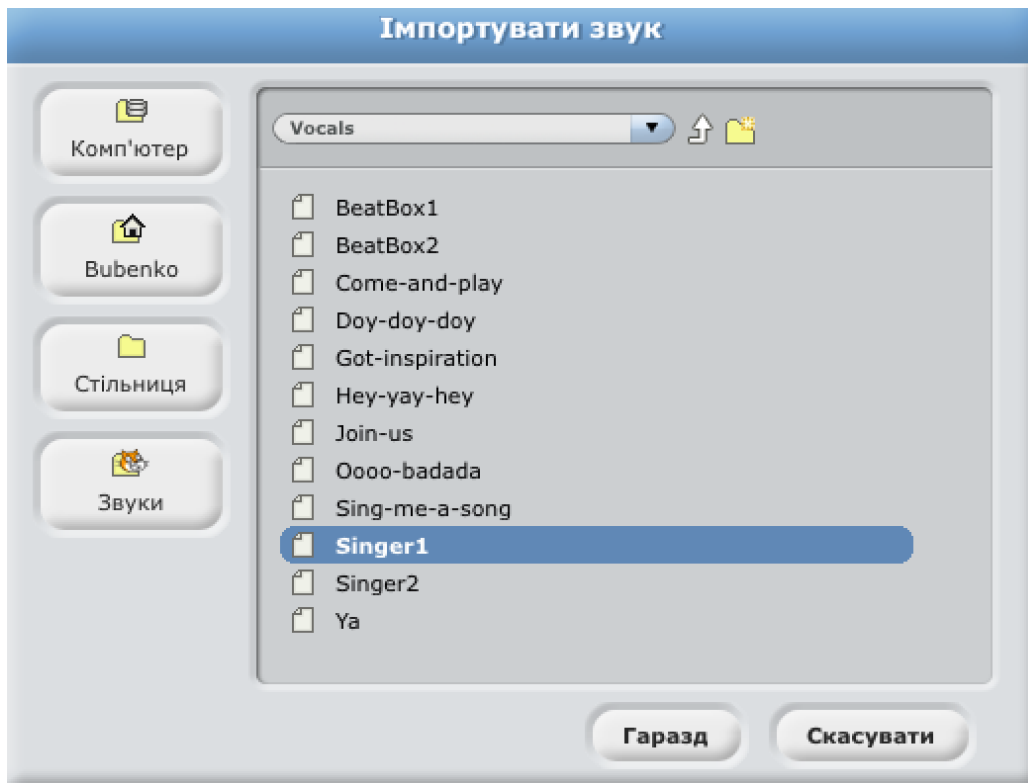 Імпортувати звук
Комп'ютер
Bubenko
Стільниця
Звуки
Vocals
BeatBox1
BeatBox2
Come-and-play
Doy-doy-doy
Got-inspiration
Hey-yay-hey
Join-us
Oooo-badada
Sing-me-a-song
Singer1
Singer2
Ya
Гаразд Скасувати